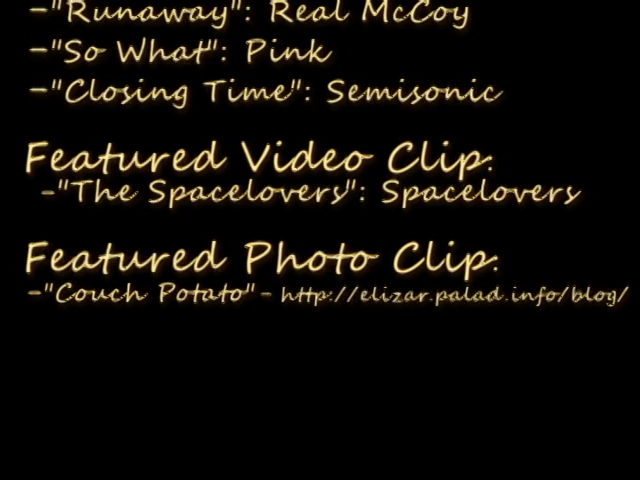 -"Runaway": Real McCoy
-"So What": Pink
-"Closing Time": Semisonic
Featured Video Clip:
-"The Spacelovers": Spacelovers
Featured Photo Clip:
-"Couch Potato" - http://elizar.palad.info/blog/